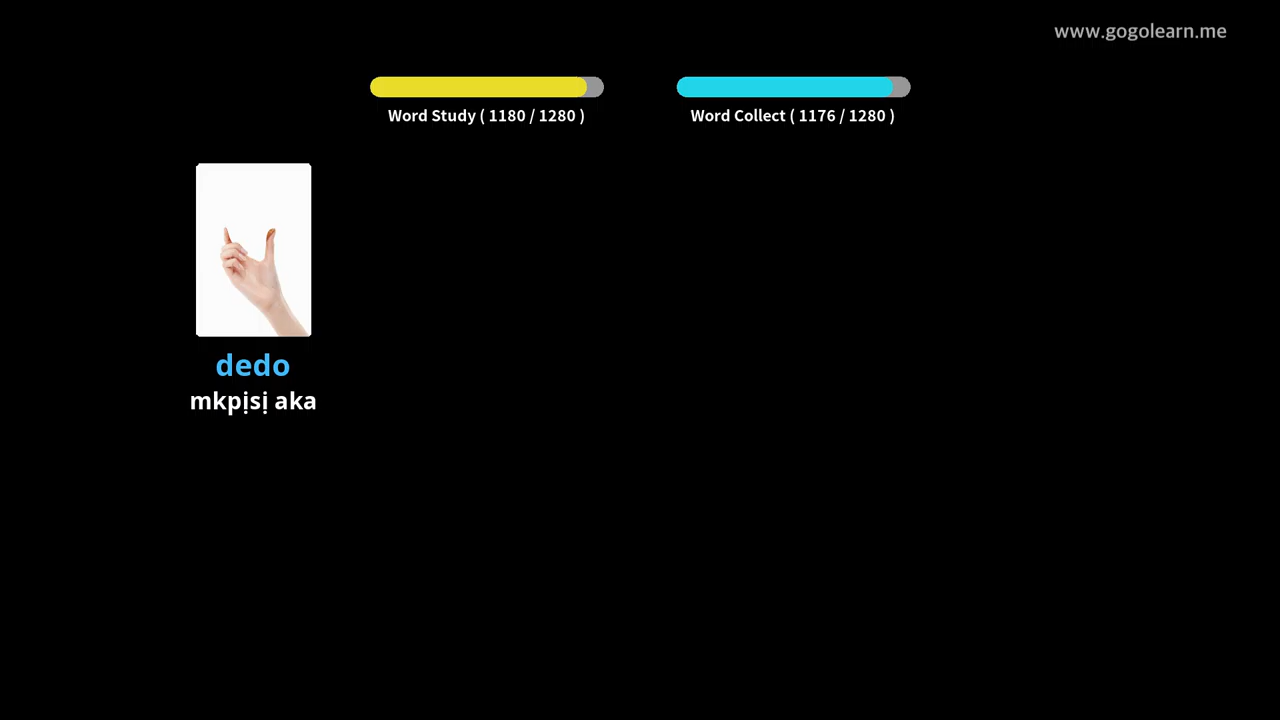 www.gogolearn.me
Word Study ( 1180 / 1280 )
Word Collect ( 1176 / 1280 )
dedo
mkpịsị aka